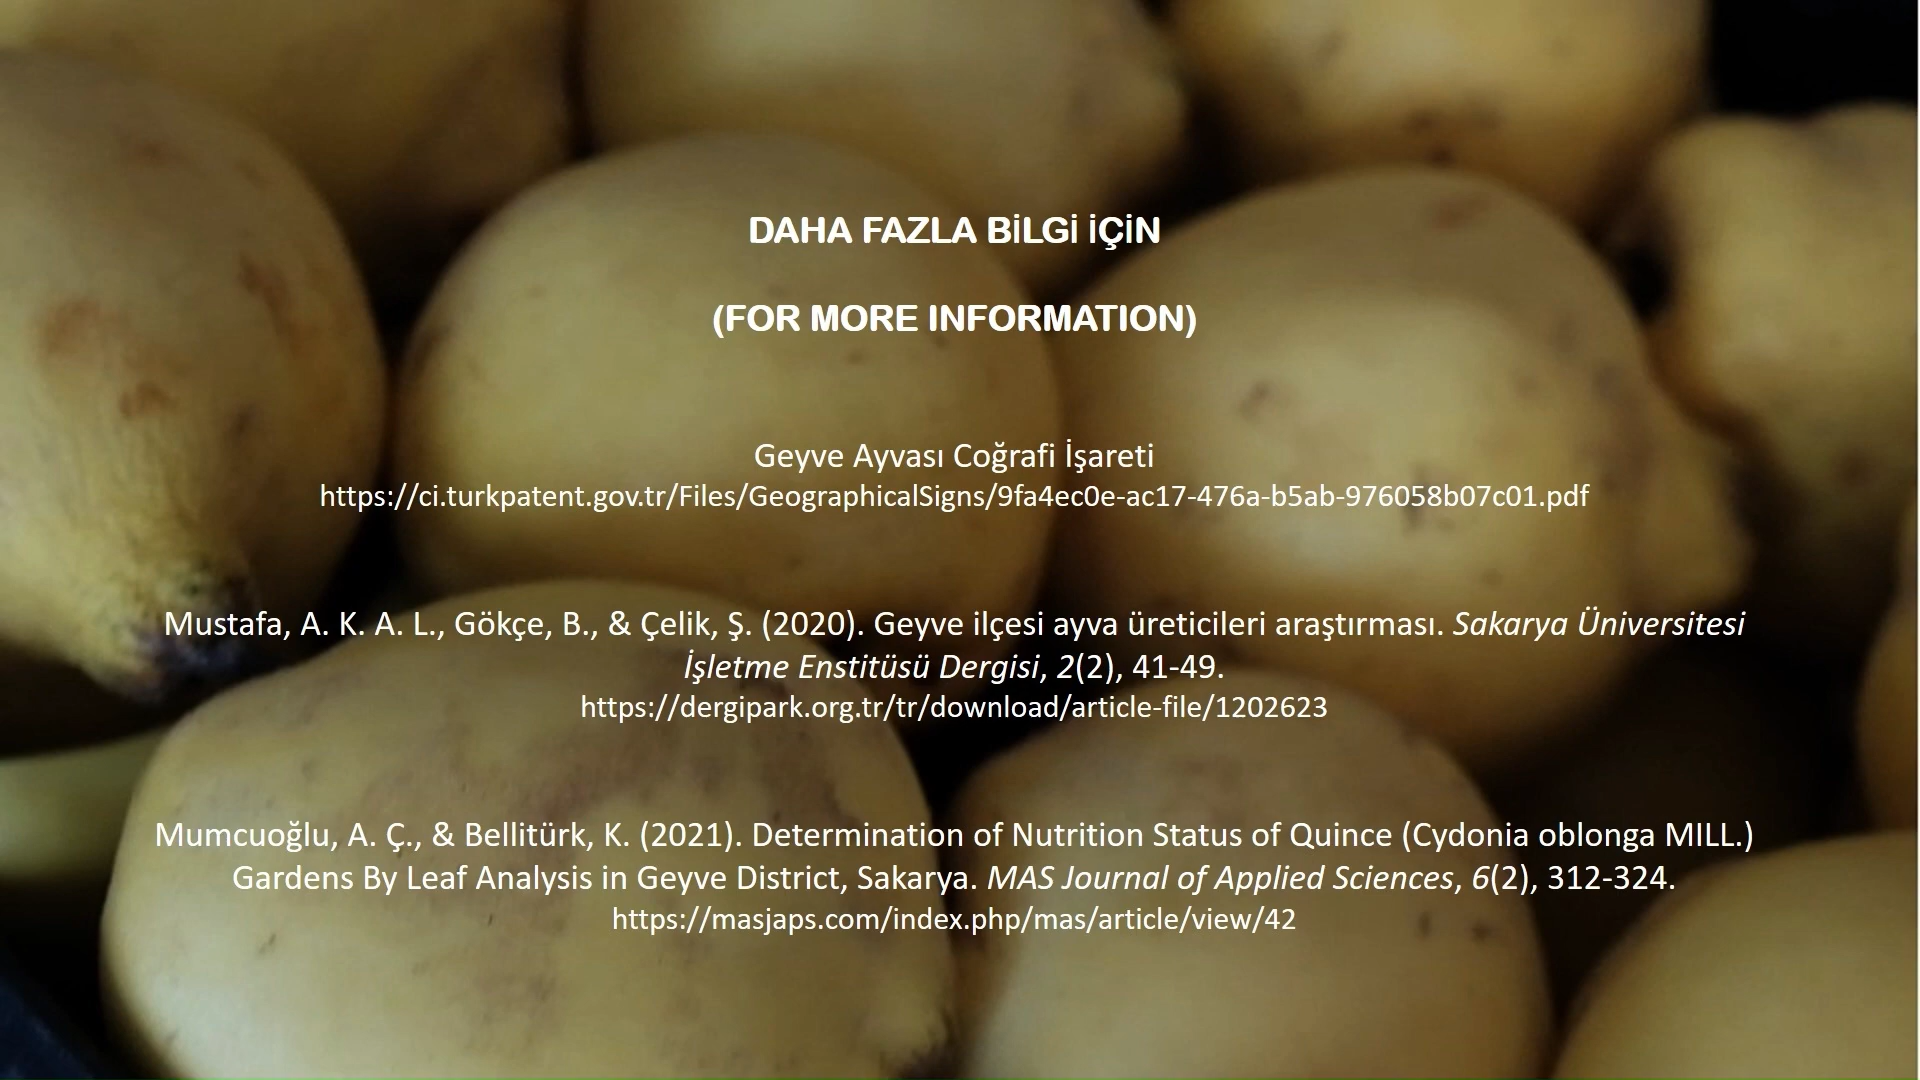 DAHA FAZLA BİLGİ İÇİN
(FOR MORE INFORMATION)
Geyve Ayvası Coğrafi İşareti
https://ci.turkpatent.gov.tr/Files/GeographicalSigns/9fa4ec0e-ac17-476a-b5ab-976058b07c01.pdf
Mustafa, A. K. A. L., Gökçe, B., & Çelik, Ş. (2020). Geyve ilçesi ayva üreticileri araştırması. Sakarya Üniversitesi
İşletme Enstitüsü Dergisi, 2(2), 41-49.
https://dergipark.org.tr/tr/download/article-file/1202623
Mumcuoğlu, A. Ç., & Bellitürk, K. (2021). Determination of Nutrition Status of Quince (Cydonia oblonga MILL.)
Gardens By Leaf Analysis in Geyve District, Sakarya. MAS Journal of Applied Sciences, 6(2), 312-324.
https://masjaps.com/index.php/mas/article/view/42